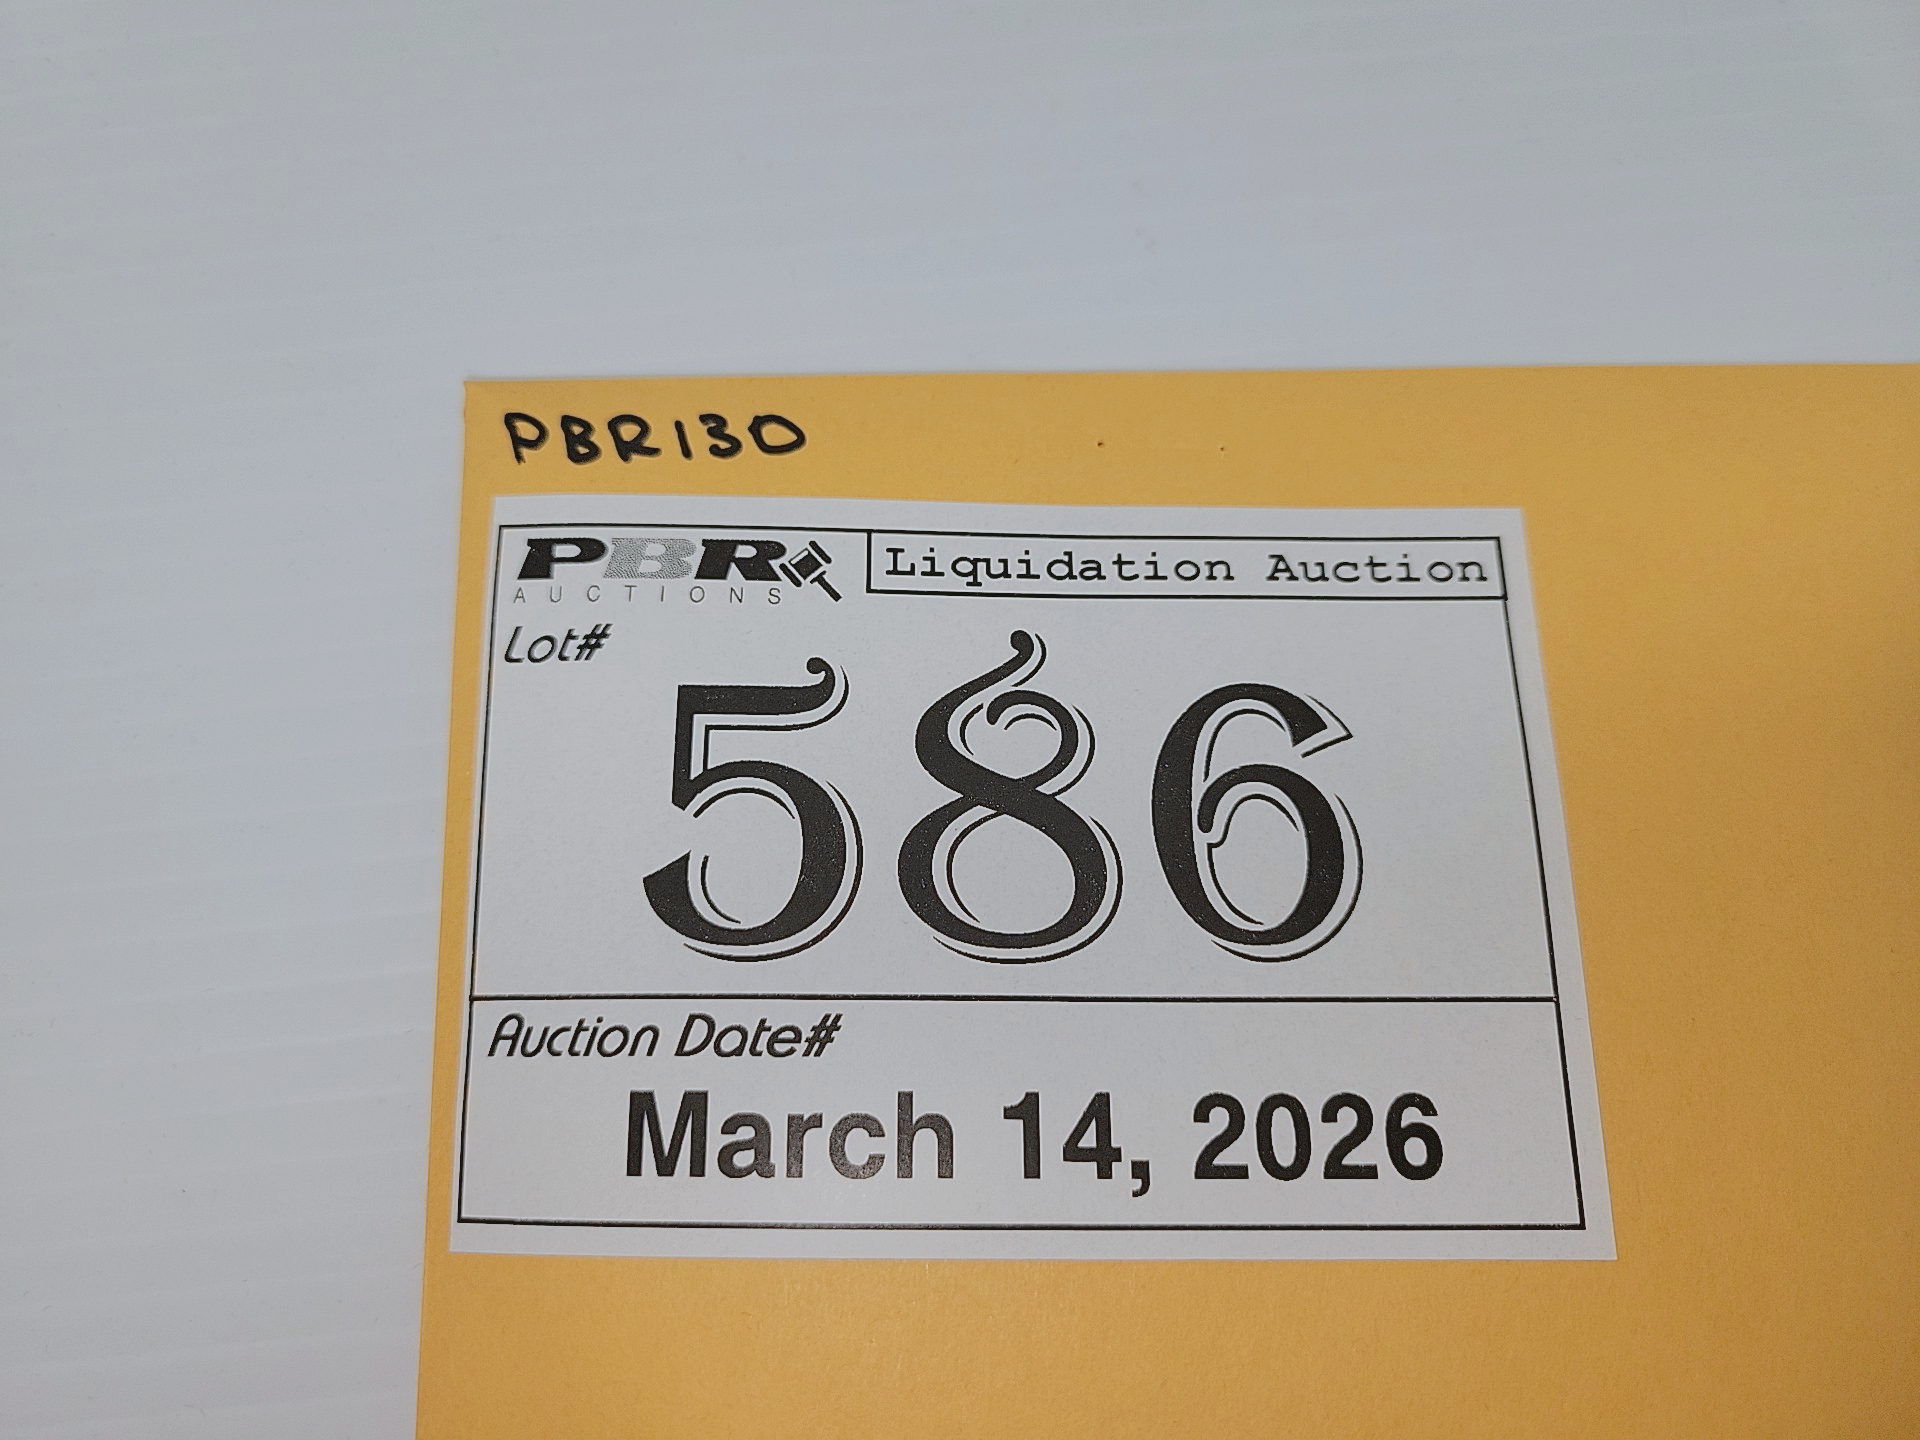 PBR130
PBR
AUCTIONS
Liquidation Auction
Lot#
586
Auction Date#
March 14, 2026